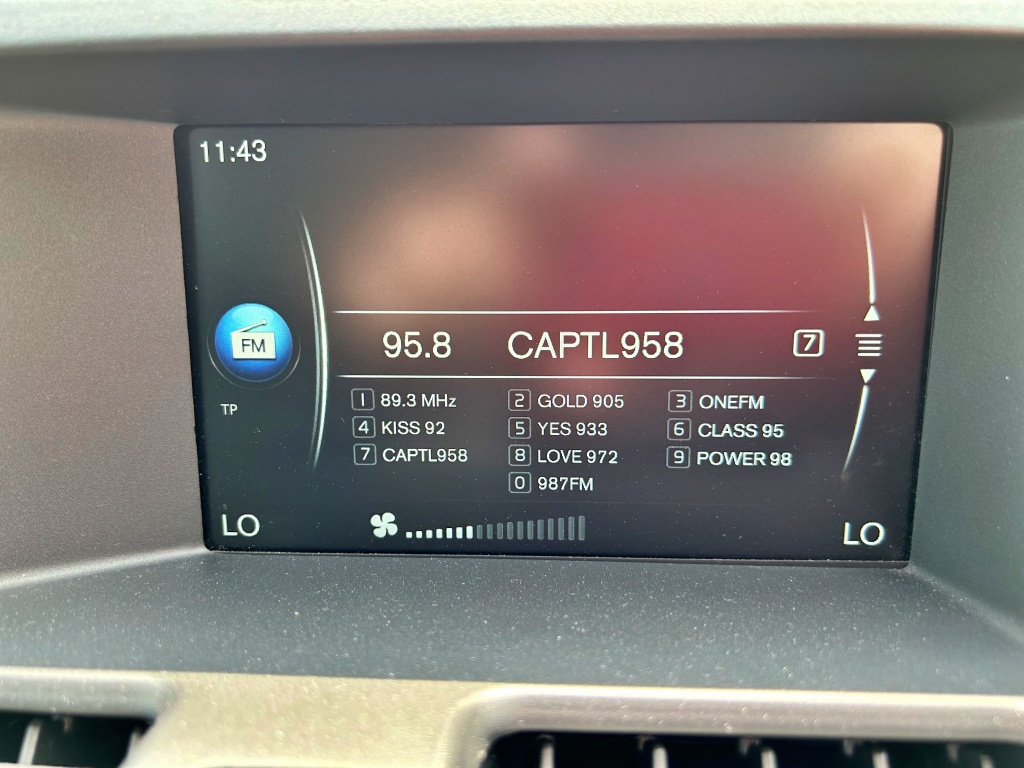 11:43
FM
95.8 CAPTL958 7
TP
1 89.3 MHz 2 GOLD 905 3 ONEFM
4 KISS 92 5 YES 933 6 CLASS 95
7 CAPTL958 8 LOVE 972 9 POWER 98
0 987FM
LO LO